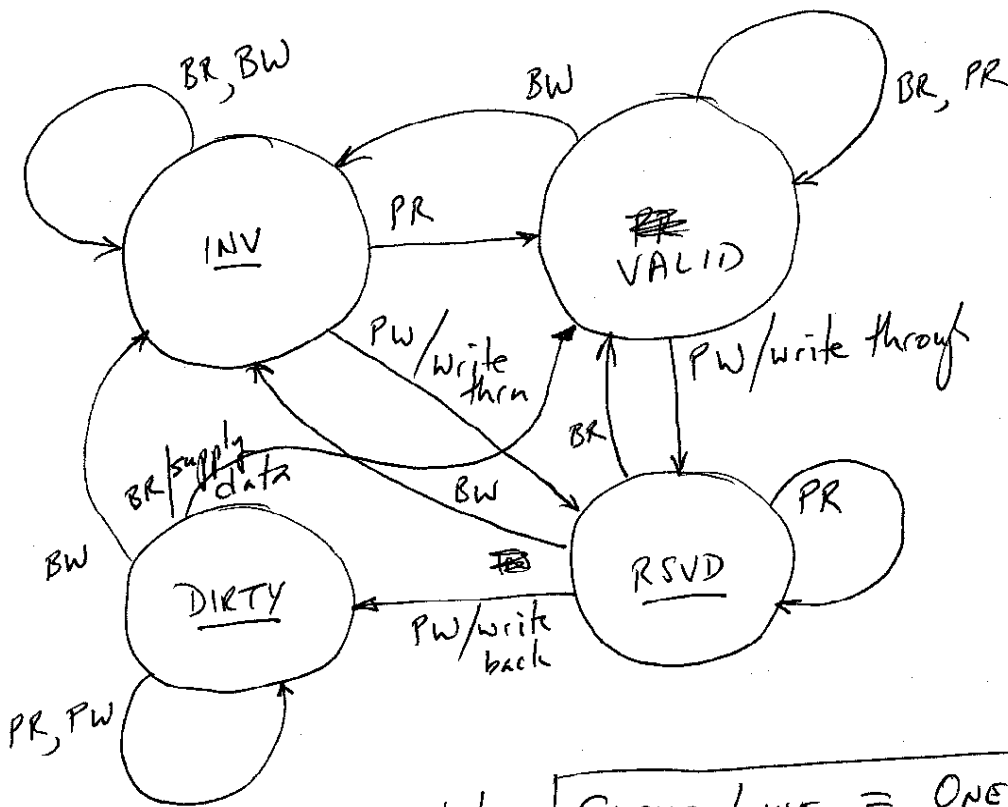 BR, BW
BW
BR, PR
INV
PR
VALID
PW/write
thru
PW/write through
BR
BR/supply
data
BW
PR
BW
DIRTY
RSVD
PW/write
back
PR, PW
CACHE LINE = ONE